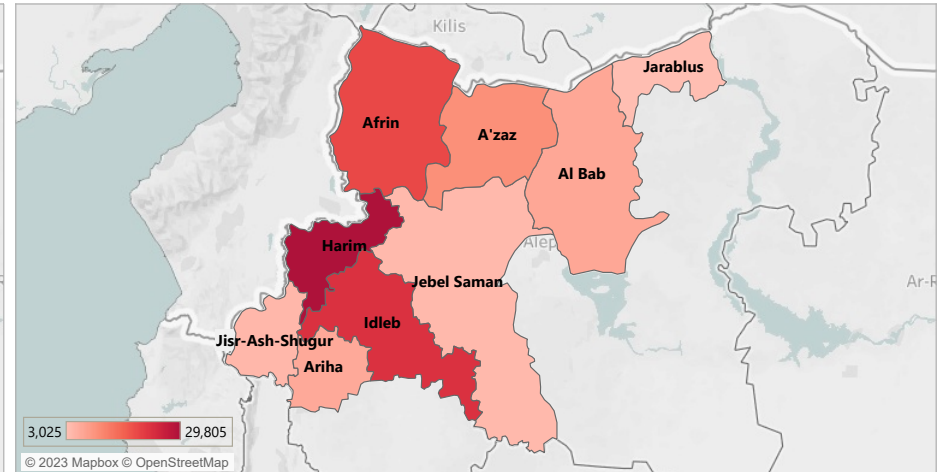 Kilis
Jarablus
Afrin
A'zaz
Al Bab
Harim
Alep
Ar-R
Jebel Saman
Idleb
Jisr-Ash-Shugur
Ariha
3,025
29,805
© 2023 Mapbox © OpenStreetMap